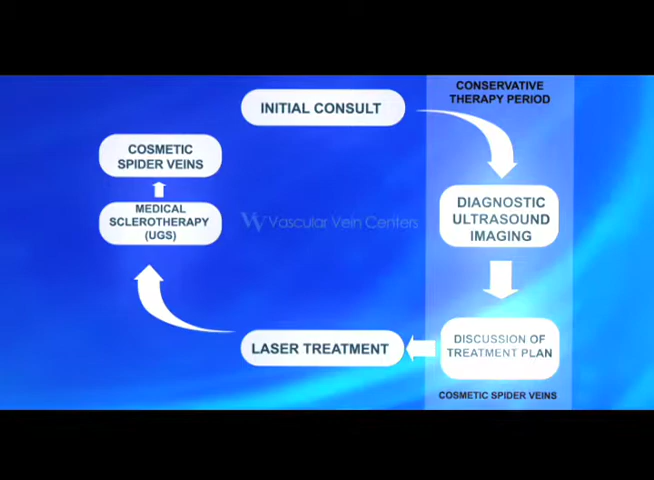 CONSERVATIVE
THERAPY PERIOD
INITIAL CONSULT
COSMETIC
SPIDER VEINS
DIAGNOSTIC
ULTRASOUND
IMAGING
MEDICAL
SCLEROTHERAPY
(UGS)
Vascular Vein Centers
DISCUSSION OF
TREATMENT PLAN
LASER TREATMENT
COSMETIC SPIDER VEINS